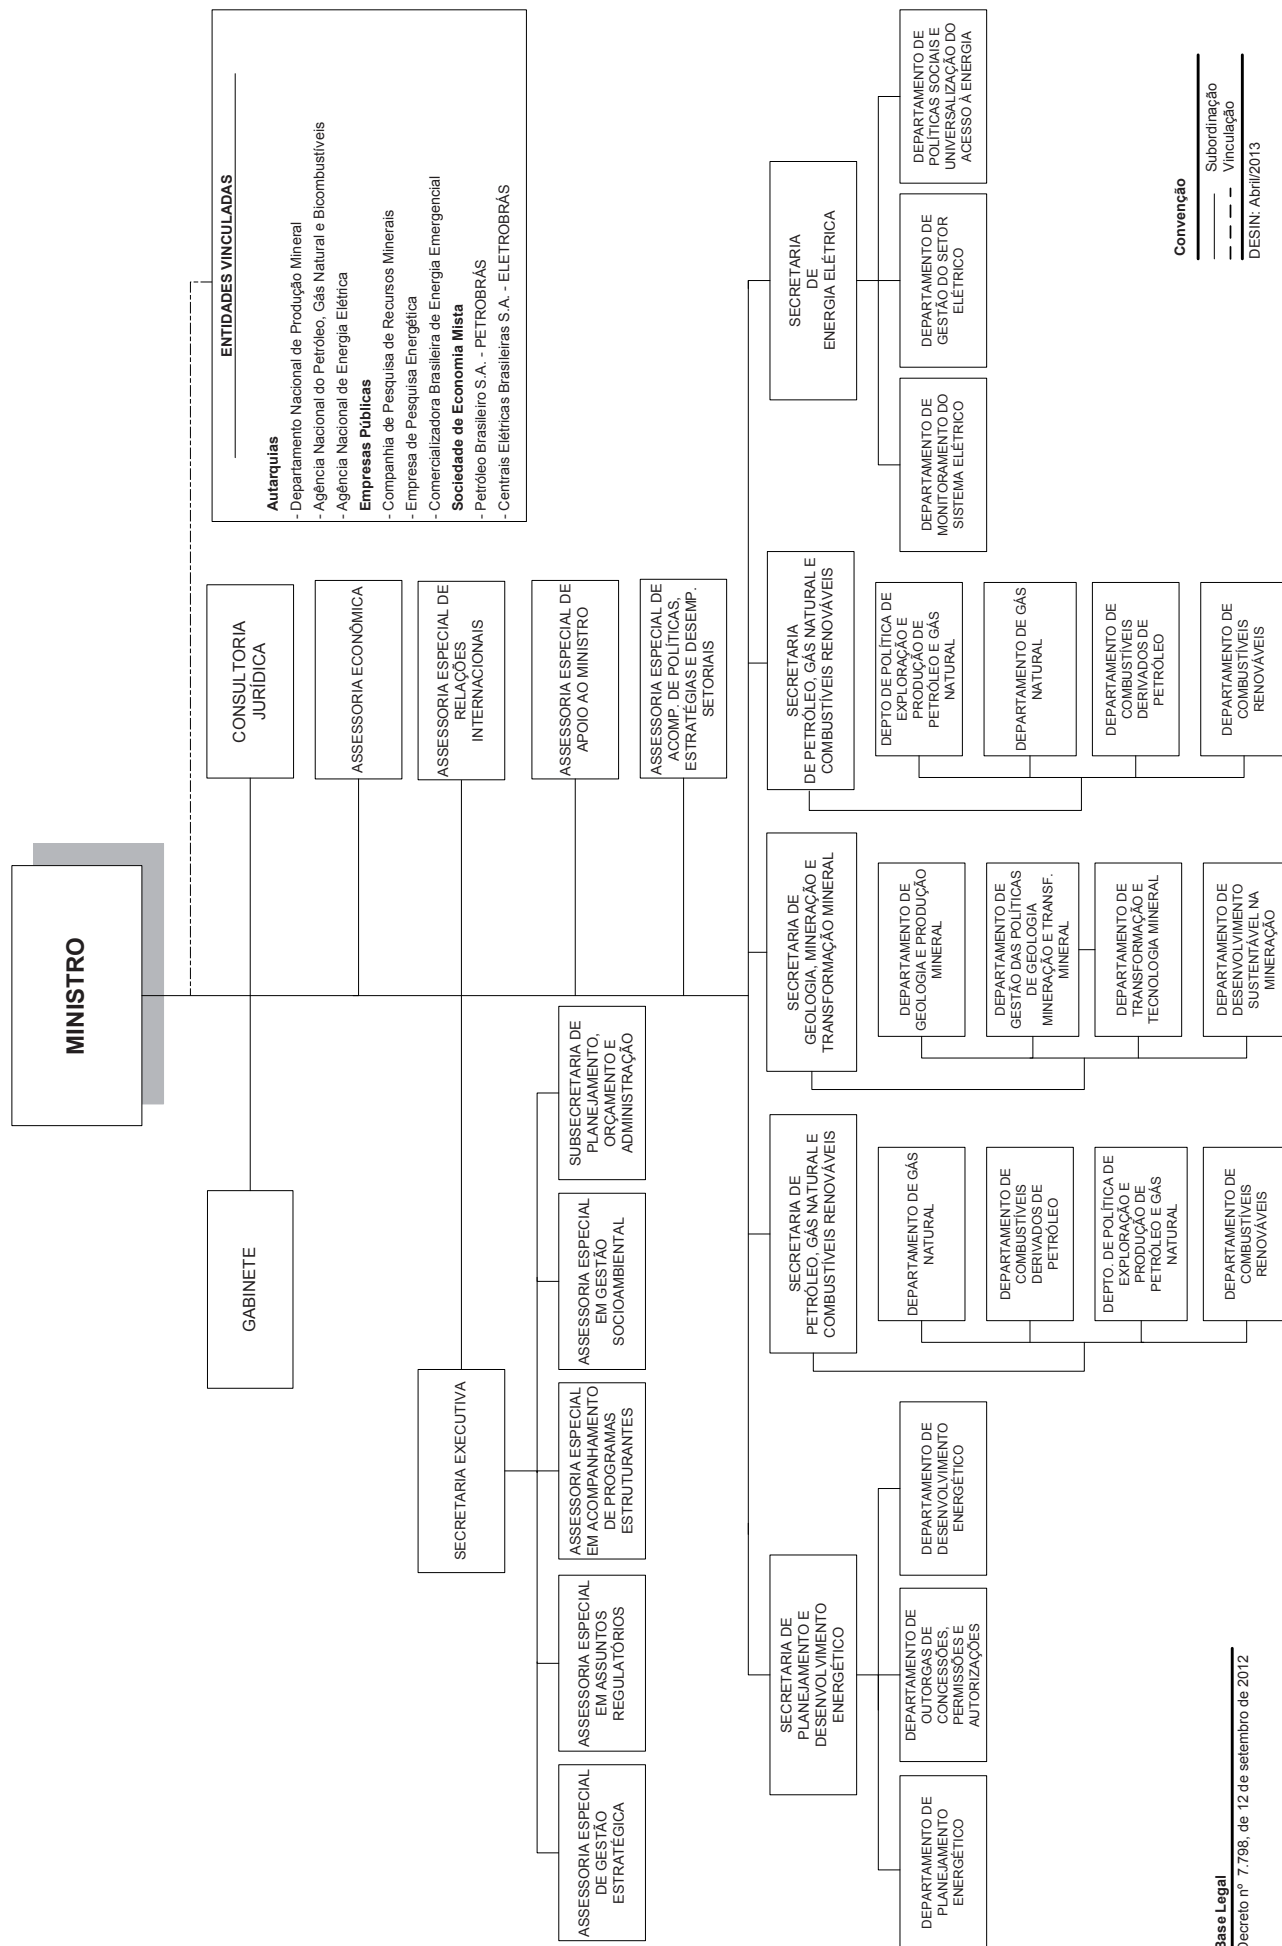 MINISTRO
ENTIDADES VINCULADAS
Autarquias
- Departamento Nacional de Produção Mineral
- Agência Nacional do Petróleo, Gás Natural e Bicombustíveis
- Agência Nacional de Energia Elétrica
Empresas Públicas
- Companhia de Pesquisa de Recursos Minerais
- Empresa de Pesquisa Energética
- Comercializadora Brasileira de Energia Emergencial
Sociedade de Economia Mista
- Petróleo Brasileiro S.A. - PETROBRÁS
- Centrais Elétricas Brasileiras S.A. - ELETROBRÁS
GABINETE
CONSULTORIA
JURÍDICA
ASSESSORIA ECONÔMICA
SECRETARIA EXECUTIVA
ASSESSORIA ESPECIAL DE
RELAÇÕES
INTERNACIONAIS
ASSESSORIA ESPECIAL DE
APOIO AO MINISTRO
ASSESSORIA ESPECIAL DE
ACOMP. DE POLÍTICAS,
ESTRATÉGIAS E DESEMP.
SETORIAIS
ASSESSORIA ESPECIAL
DE GESTÃO
ESTRATÉGICA
ASSESSORIA ESPECIAL
EM ASSUNTOS
REGULATÓRIOS
ASSESSORIA ESPECIAL
EM ACOMPANHAMENTO
DE PROGRAMAS
ESTRUTURANTES
ASSESSORIA ESPECIAL
EM GESTÃO
SOCIOAMBIENTAL
SUBSECRETARIA DE
PLANEJAMENTO,
ORÇAMENTO E
ADMINISTRAÇÃO
SECRETARIA DE
PLANEJAMENTO E
DESENVOLVIMENTO
ENERGÉTICO
DEPARTAMENTO DE
PLANEJAMENTO
ENERGÉTICO
DEPARTAMENTO DE
OUTORGAS DE
CONCESSÕES,
PERMISSÕES E
AUTORIZAÇÕES
DEPARTAMENTO DE
DESENVOLVIMENTO
ENERGÉTICO
SECRETARIA DE
PETRÓLEO, GÁS NATURAL E
COMBUSTÍVEIS RENOVÁVEIS
DEPARTAMENTO DE GÁS
NATURAL
DEPARTAMENTO DE
COMBUSTÍVEIS
DERIVADOS DE
PETRÓLEO
DEPTO. DE POLÍTICA DE
EXPLORAÇÃO E
PRODUÇÃO DE
PETRÓLEO E GÁS
NATURAL
DEPARTAMENTO DE
COMBUSTÍVEIS
RENOVÁVEIS
SECRETARIA DE
GEOLOGIA, MINERAÇÃO E
TRANSFORMAÇÃO MINERAL
DEPARTAMENTO DE
GEOLOGIA E PRODUÇÃO
MINERAL
DEPARTAMENTO DE
GESTÃO DAS POLÍTICAS
DE GEOLOGIA
MINERAÇÃO E TRANSF.
MINERAL
DEPARTAMENTO DE
TRANSFORMAÇÃO E
TECNOLOGIA MINERAL
DEPARTAMENTO DE
DESENVOLVIMENTO
SUSTENTÁVEL NA
MINERAÇÃO
SECRETARIA
DE PETRÓLEO, GÁS NATURAL E
COMBUSTÍVEIS RENOVÁVEIS
DEPTO DE POLÍTICA DE
EXPLORAÇÃO E
PRODUÇÃO DE
PETRÓLEO E GÁS
NATURAL
DEPARTAMENTO DE GÁS
NATURAL
DEPARTAMENTO DE
COMBUSTÍVEIS
DERIVADOS DE
PETRÓLEO
DEPARTAMENTO DE
COMBUSTÍVEIS
RENOVÁVEIS
SECRETARIA
DE
ENERGIA ELÉTRICA
DEPARTAMENTO DE
MONITORAMENTO DO
SISTEMA ELÉTRICO
DEPARTAMENTO DE
GESTÃO DO SETOR
ELÉTRICO
DEPARTAMENTO DE
POLÍTICAS SOCIAIS E
UNIVERSALIZAÇÃO DO
ACESSO À ENERGIA
Base Legal
Decreto nº 7.798, de 12 de setembro de 2012
Convenção
Subordinação
Vinculação
DESIN: Abril/2013